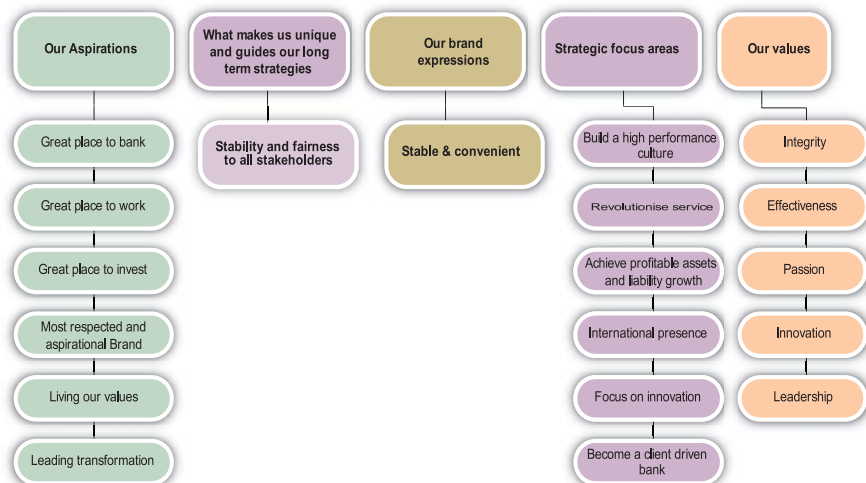 Our Aspirations
Great place to bank
Great place to work
Great place to invest
Most respected and
aspirational Brand
Living our values
Leading transformation
What makes us unique
and guides our long
term strategies
Stability and fairness
to all stakeholders
Our brand
expressions
Stable & convenient
Strategic focus areas
Build a high performance
culture
Revolutionise service
Achieve profitable assets
and liability growth
International presence
Focus on innovation
Become a client driven
bank
Our values
Integrity
Effectiveness
Passion
Innovation
Leadership